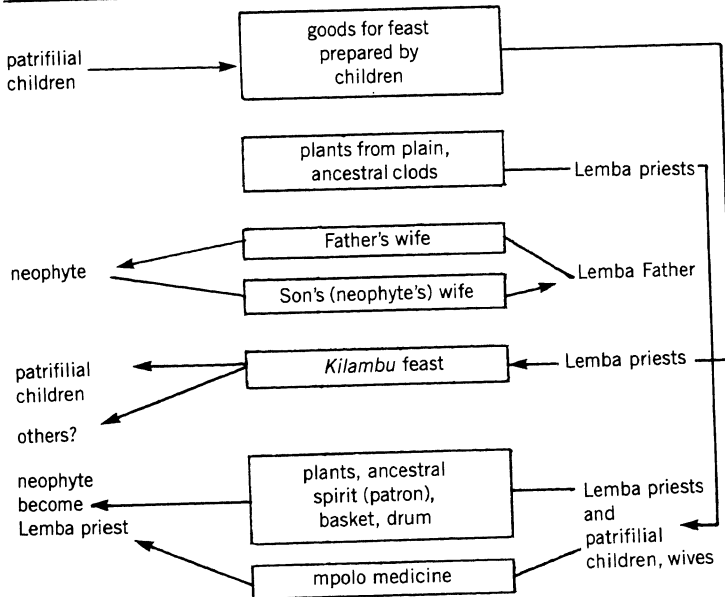 goods for feast
prepared by
children
patrifilial
children
plants from plain,
ancestral clods
Lemba priests
Father's wife
neophyte
Lemba Father
Son's (neophyte's) wife
Kilambu feast
Lemba priests
patrifilial
children
others?
neophyte
become
Lemba priest
plants, ancestral
spirit (patron),
basket, drum
Lemba priests
and
patrifilial
children, wives
mpolo medicine